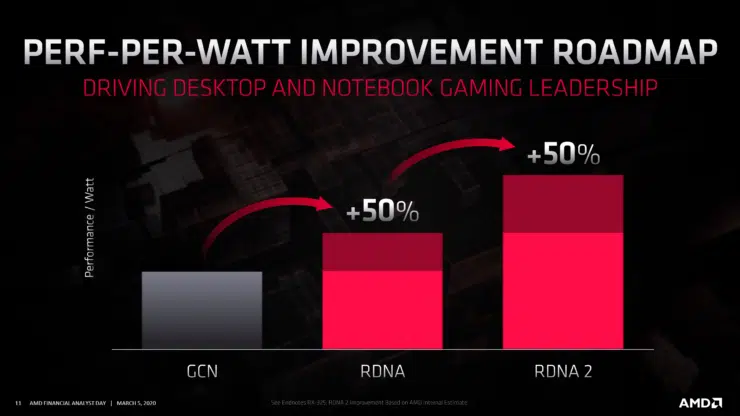 PERF-PER-WATT IMPROVEMENT ROADMAP
DRIVING DESKTOP AND NOTEBOOK GAMING LEADERSHIP
Performance / Watt
+50%
+50%
GCN
RDNA
RDNA 2
11 AMD FINANCIAL ANALYST DAY | MARCH 5, 2020
See Endnotes RX-325, RDNA 2 Improvement Based on AMD Internal Estimate
AMD